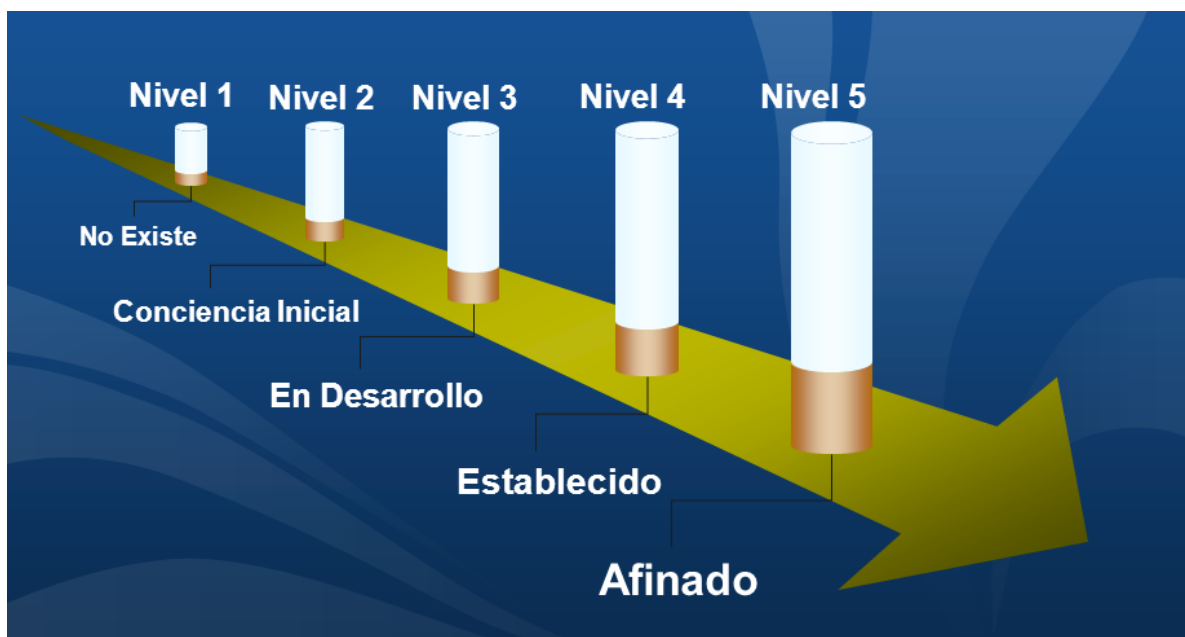 Nivel 1
Nivel 2
Nivel 3
Nivel 4
Nivel 5
No Existe
Conciencia Inicial
En Desarrollo
Establecido
Afinado